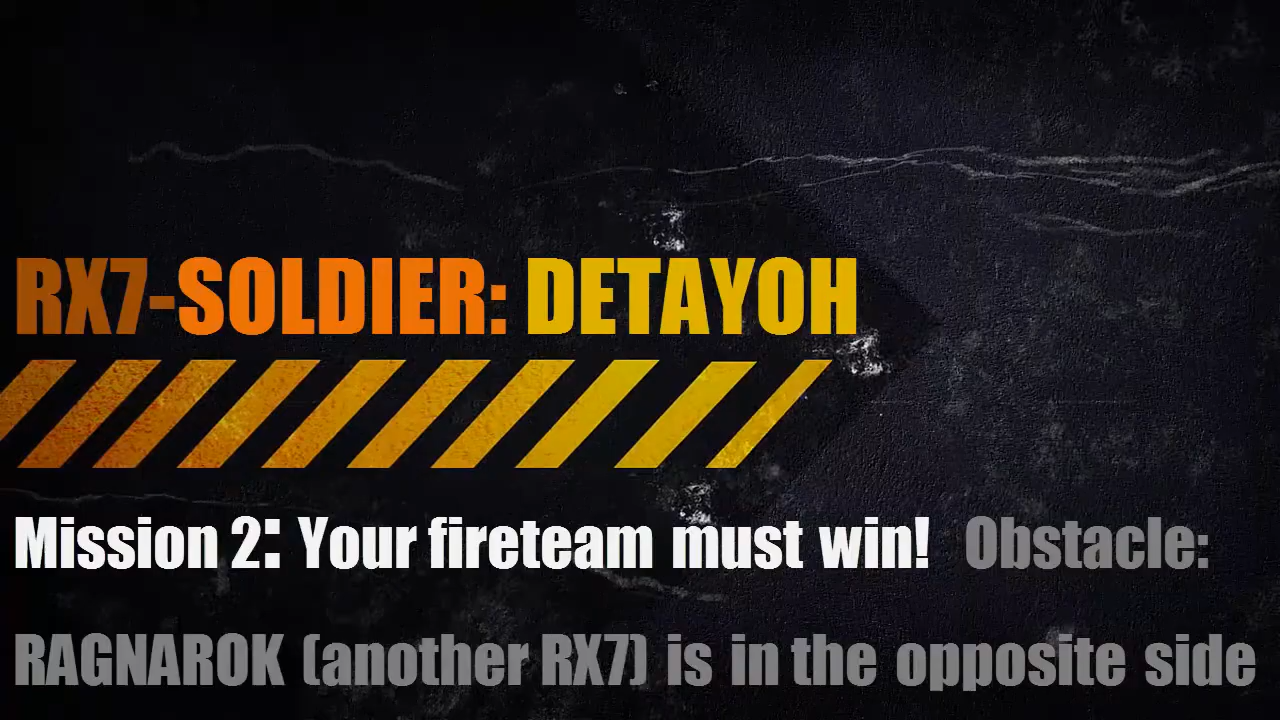 RX7-SOLDIER: DETAYOH
Mission 2: Your fireteam must win! Obstacle:
RAGNAROK (another RX7) is in the opposite side